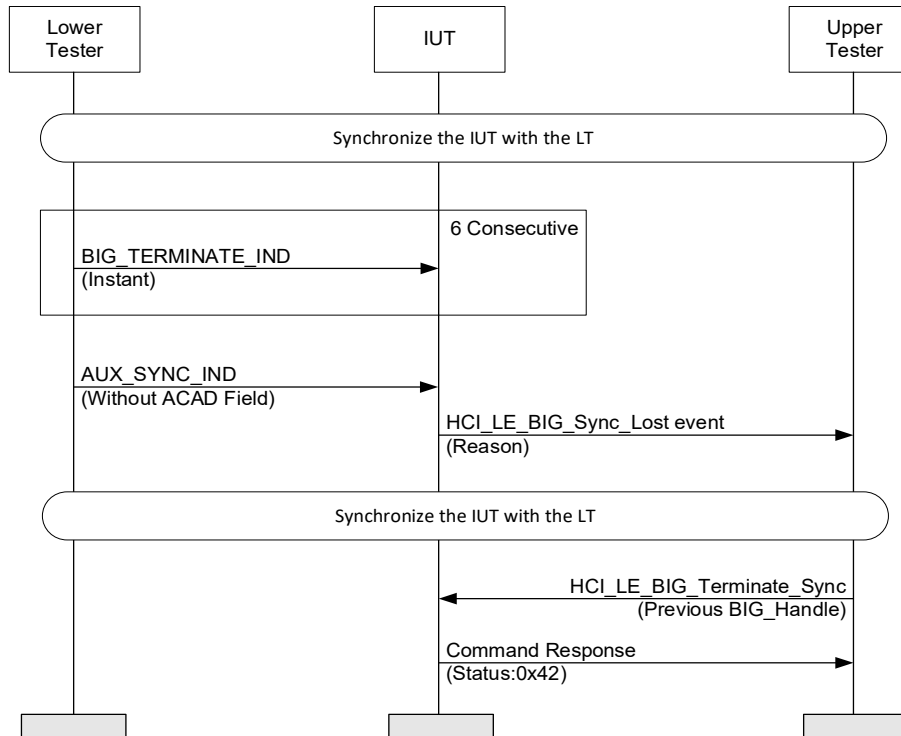 Lower
Tester
IUT
Upper
Tester
Synchronize the IUT with the LT
6 Consecutive
BIG_TERMINATE_IND
(Instant)
AUX_SYNC_IND
(Without ACAD Field)
HCI_LE_BIG_Sync_Lost event
(Reason)
Synchronize the IUT with the LT
HCI_LE_BIG_Terminate_Sync
(Previous BIG_Handle)
Command Response
(Status:0x42)